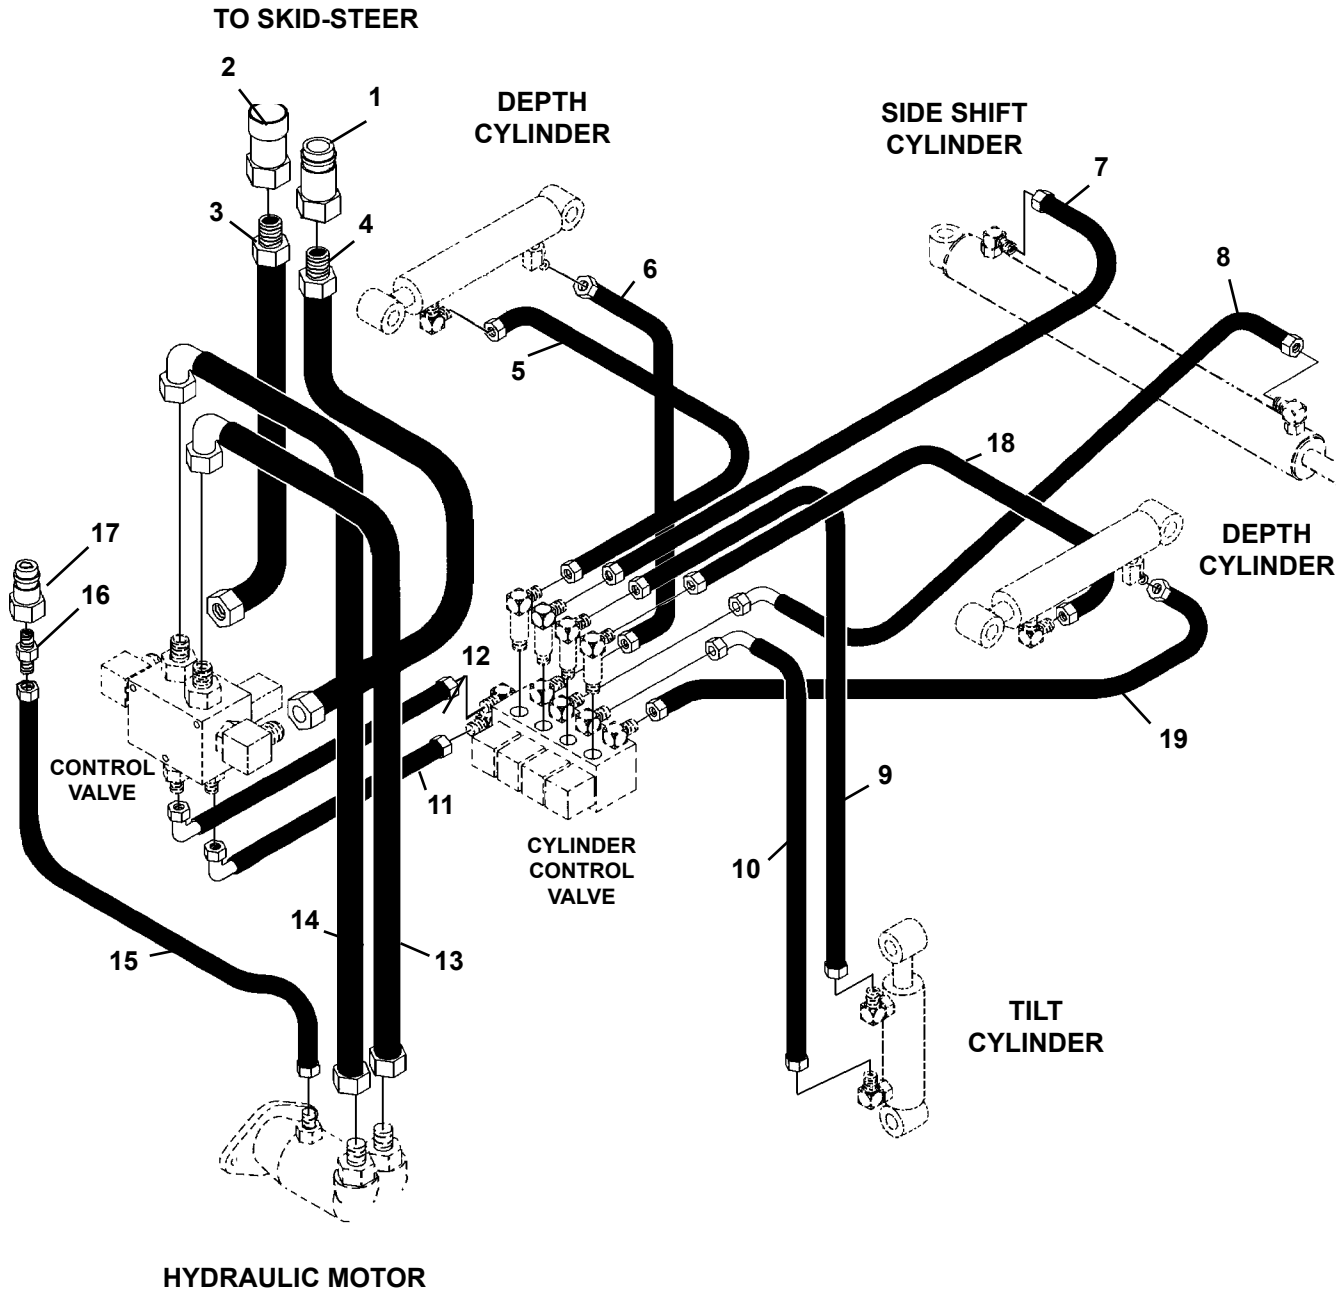 TO SKID-STEER
2
1
DEPTH
CYLINDER
SIDE SHIFT
CYLINDER
7
3
4
6
8
5
18
17
DEPTH
CYLINDER
16
12
19
CONTROL
VALVE
11
9
CYLINDER
CONTROL
VALVE
10
14
13
15
TILT
CYLINDER
HYDRAULIC MOTOR